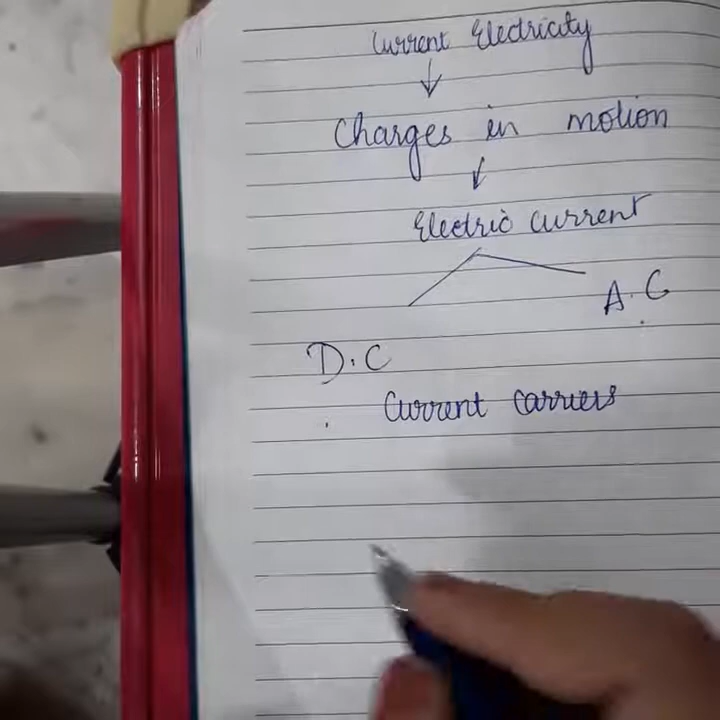 Current Electricity
Charges in motion
Electric current
A.C
D.C
Current carriers